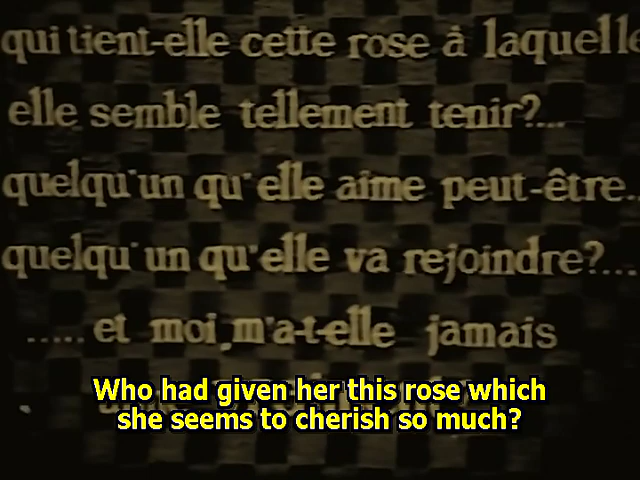 qui tient-elle cette rose à laquelle
elle semble tellement tenir?...
quelqu'un qu'elle aime peut-être..
quelqu'un qu'elle va rejoindre?...
..... et moi, m'a-t-elle jamais
Who had given her this rose which
she seems to cherish so much?